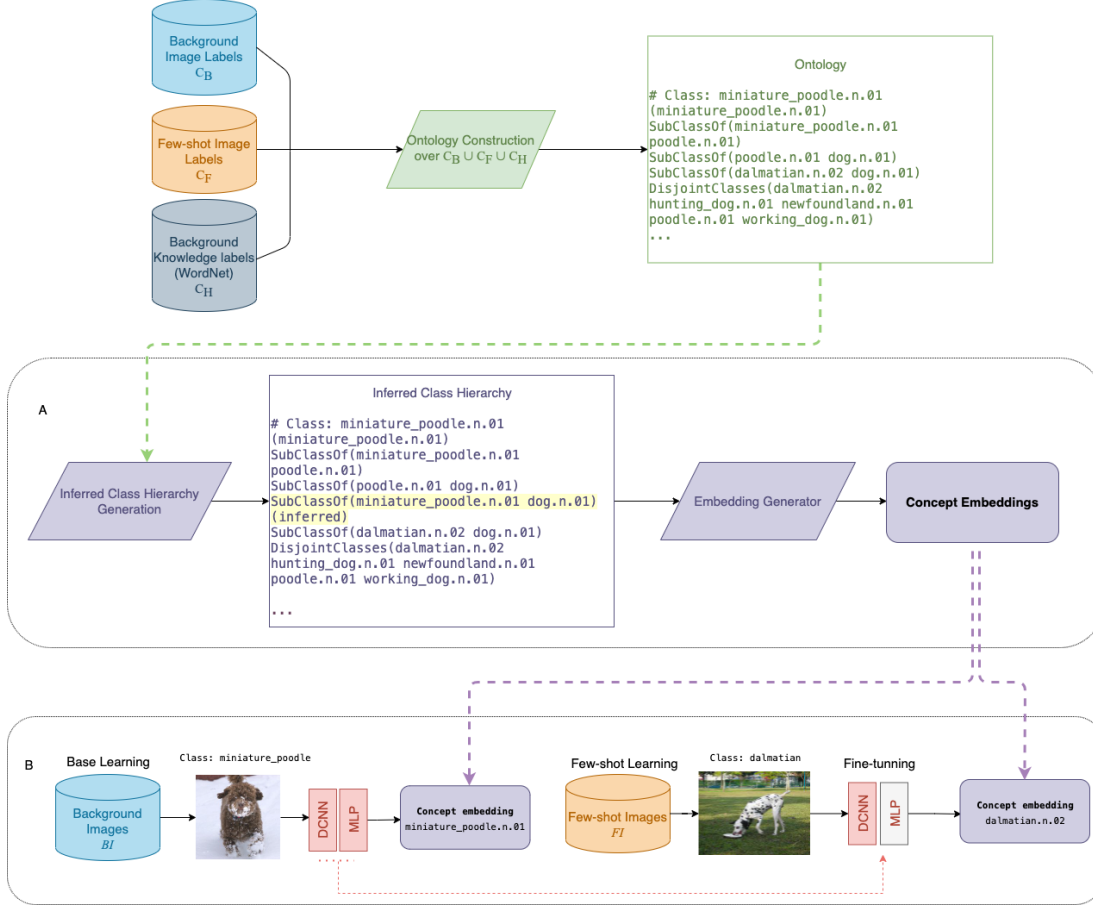 Background
Image Labels
C_B
Few-shot Image
Labels
C_F
Background
Knowledge labels
(WordNet)
C_H
Ontology Construction
over C_B ∪ C_F ∪ C_H
Ontology
# Class: miniature_poodle.n.01
(miniature_poodle.n.01)
SubClassOf(miniature_poodle.n.01
poodle.n.01)
SubClassOf(poodle.n.01 dog.n.01)
SubClassOf(dalmatian.n.02 dog.n.01)
DisjointClasses(dalmatian.n.02
hunting_dog.n.01 newfoundland.n.01
poodle.n.01 working_dog.n.01)
...
A
Inferred Class Hierarchy
Generation
Inferred Class Hierarchy
# Class: miniature_poodle.n.01
(miniature_poodle.n.01)
SubClassOf(miniature_poodle.n.01
poodle.n.01)
SubClassOf(poodle.n.01 dog.n.01)
SubClassOf(miniature_poodle.n.01 dog.n.01)
(inferred)
SubClassOf(dalmatian.n.02 dog.n.01)
DisjointClasses(dalmatian.n.02
hunting_dog.n.01 newfoundland.n.01
poodle.n.01 working_dog.n.01)
...
Embedding Generator
Concept Embeddings
B
Base Learning
Background
Images
BI
Class: miniature_poodle
DCNN
MLP
Concept embedding
miniature_poodle.n.01
Few-shot Learning
Few-shot Images
FI
Class: dalmatian
Fine-tunning
DCNN
MLP
Concept embedding
dalmatian.n.02